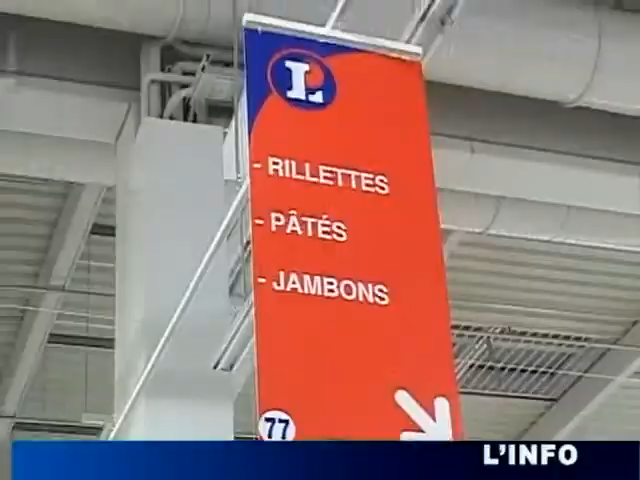 L
- RILLETTES
- PÂTÉS
- JAMBONS
77
L'INFO